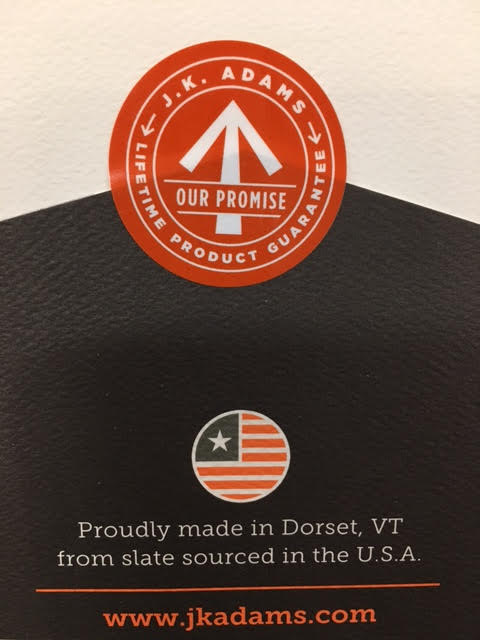 J.K. ADAMS
OUR PROMISE
LIFETIME PRODUCT GUARANTEE
Proudly made in Dorset, VT
from slate sourced in the U.S.A.
www.jkadams.com